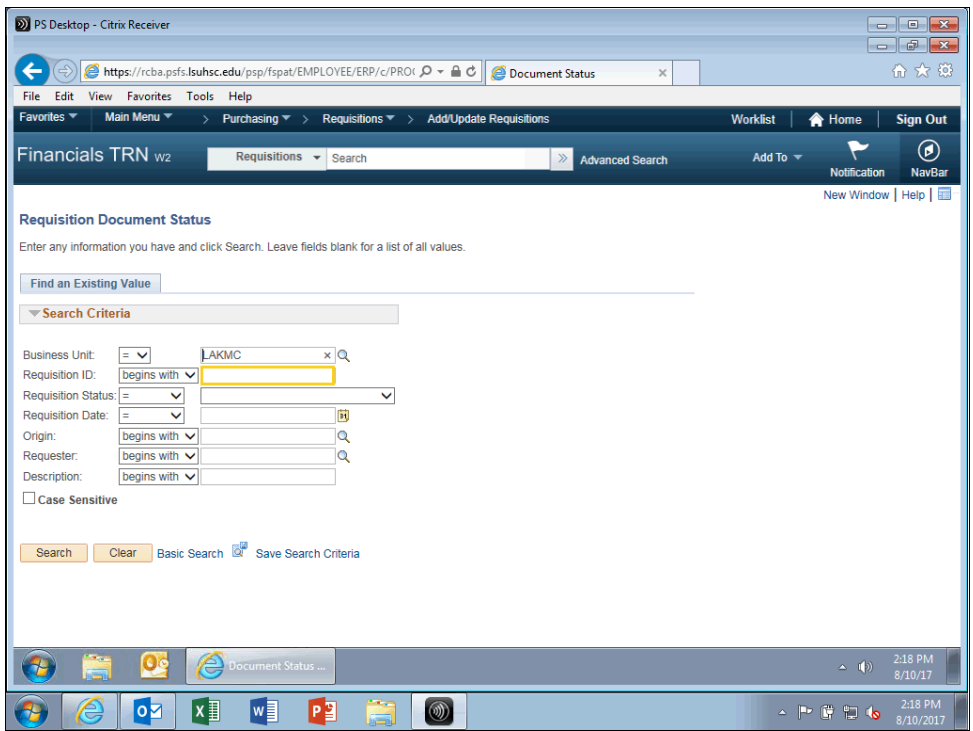 PS Desktop - Citrix Receiver
https://rcba.psfs.lsuhsc.edu/psp/fspat/EMPLOYEE/ERP/c/PRO Document Status
File Edit View Favorites Tools Help
Favorites Main Menu > Purchasing > Requisitions > Add/Update Requisitions Worklist Home Sign Out
Financials TRN W2 Requisitions Search » Advanced Search Add To Notification NavBar
New Window | Help |
Requisition Document Status
Enter any information you have and click Search. Leave fields blank for a list of all values.
Find an Existing Value
Search Criteria
Business Unit: = LAKMC
Requisition ID: begins with
Requisition Status: =
Requisition Date: =
Origin: begins with
Requester: begins with
Description: begins with
Case Sensitive
Search Clear Basic Search Save Search Criteria
Document Status ... 2:18 PM
8/10/17
2:18 PM
8/10/2017